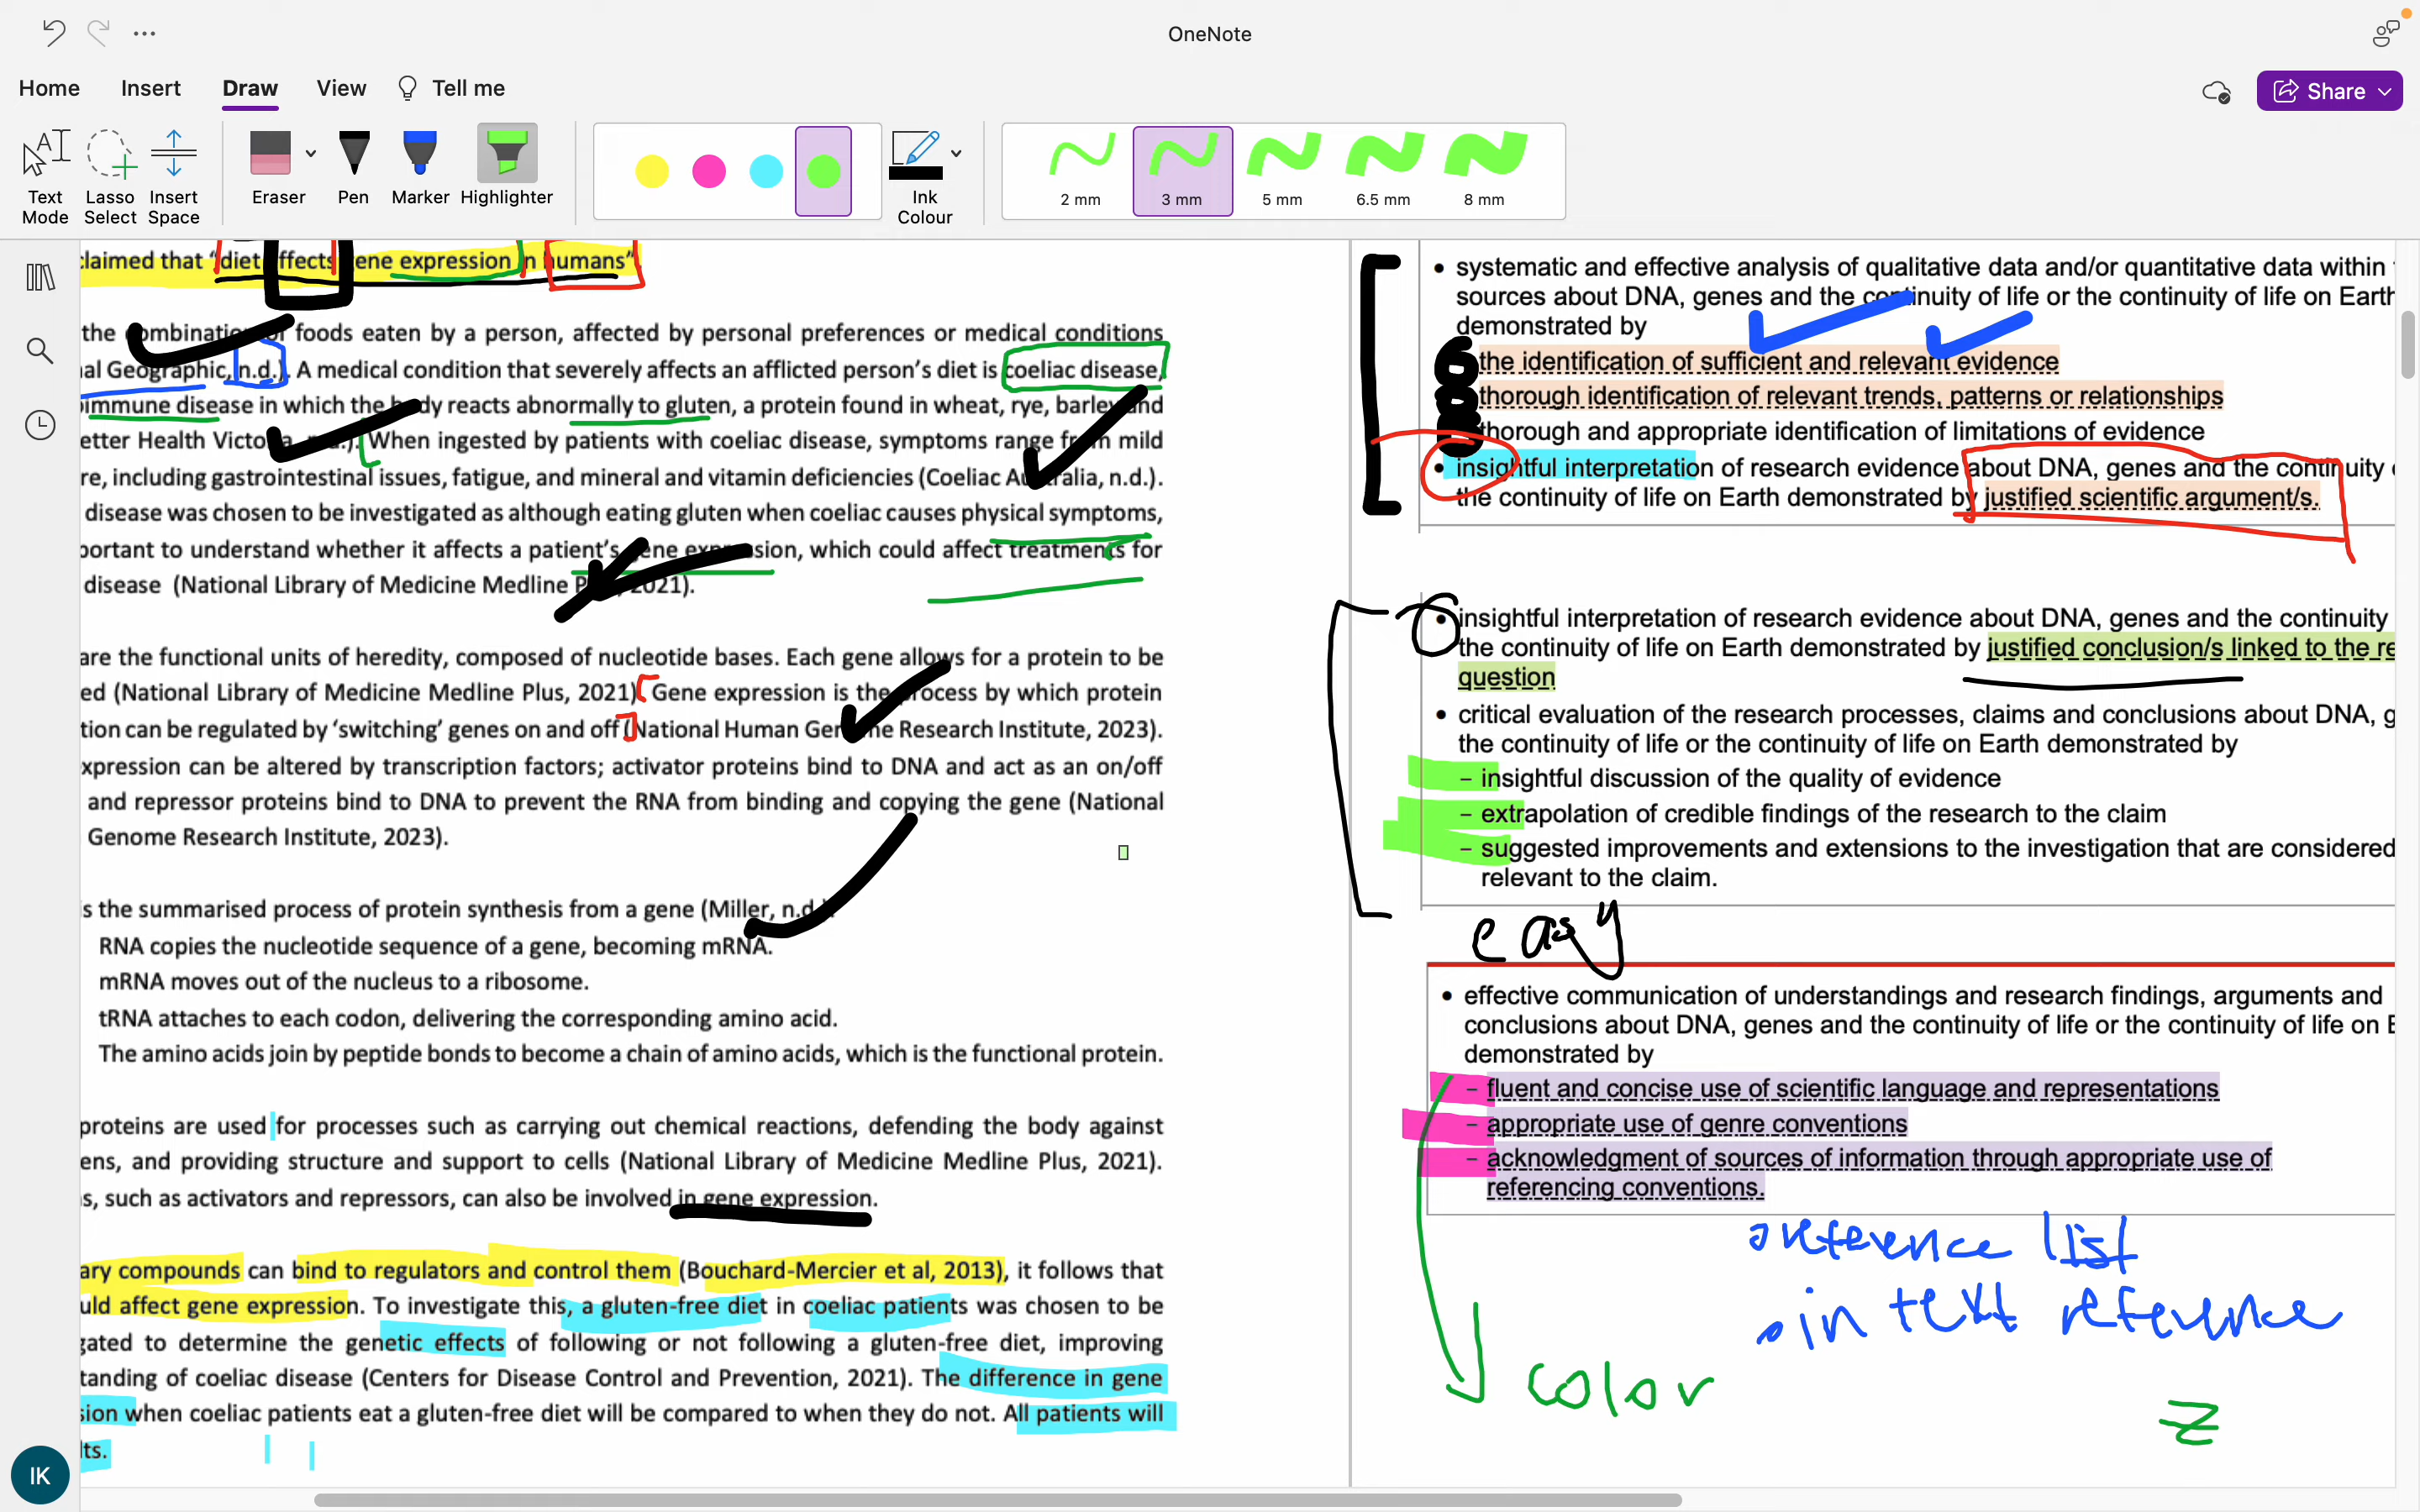 OneNote
Home Insert Draw View Tell me
Share
Text Mode
Lasso Select
Insert Space
Eraser
Pen
Marker
Highlighter
Ink Colour
2 mm
3 mm
5 mm
6.5 mm
8 mm
claimed that "diet affects gene expression in humans"
the combination of foods eaten by a person, affected by personal preferences or medical conditions
al Geographic, n.d.). A medical condition that severely affects an afflicted person's diet is coeliac disease,
immune disease in which the body reacts abnormally to gluten, a protein found in wheat, rye, barley and
etter Health Victoria, n.d.). When ingested by patients with coeliac disease, symptoms range from mild
re, including gastrointestinal issues, fatigue, and mineral and vitamin deficiencies (Coeliac Australia, n.d.).
disease was chosen to be investigated as although eating gluten when coeliac causes physical symptoms,
portant to understand whether it affects a patient's gene expression, which could affect treatments for
disease (National Library of Medicine Medline Plus, 2021).
are the functional units of heredity, composed of nucleotide bases. Each gene allows for a protein to be
ed (National Library of Medicine Medline Plus, 2021). Gene expression is the process by which protein
tion can be regulated by 'switching' genes on and off (National Human Genome Research Institute, 2023).
xpression can be altered by transcription factors; activator proteins bind to DNA and act as an on/off
and repressor proteins bind to DNA to prevent the RNA from binding and copying the gene (National
Genome Research Institute, 2023).
is the summarised process of protein synthesis from a gene (Miller, n.d.).
RNA copies the nucleotide sequence of a gene, becoming mRNA.
mRNA moves out of the nucleus to a ribosome.
tRNA attaches to each codon, delivering the corresponding amino acid.
The amino acids join by peptide bonds to become a chain of amino acids, which is the functional protein.
proteins are used for processes such as carrying out chemical reactions, defending the body against
ens, and providing structure and support to cells (National Library of Medicine Medline Plus, 2021).
s, such as activators and repressors, can also be involved in gene expression.
ary compounds can bind to regulators and control them (Bouchard-Mercier et al, 2013), it follows that
uld affect gene expression. To investigate this, a gluten-free diet in coeliac patients was chosen to be
gated to determine the genetic effects of following or not following a gluten-free diet, improving
tanding of coeliac disease (Centers for Disease Control and Prevention, 2021). The difference in gene
sion when coeliac patients eat a gluten-free diet will be compared to when they do not. All patients will
lts.
IK
• systematic and effective analysis of qualitative data and/or quantitative data within
sources about DNA, genes and the continuity of life or the continuity of life on Earth
demonstrated by
the identification of sufficient and relevant evidence
thorough identification of relevant trends, patterns or relationships
thorough and appropriate identification of limitations of evidence
• insightful interpretation of research evidence about DNA, genes and the continuity
the continuity of life on Earth demonstrated by justified scientific argument/s.
• insightful interpretation of research evidence about DNA, genes and the continuity
the continuity of life on Earth demonstrated by justified conclusion/s linked to the re
question
• critical evaluation of the research processes, claims and conclusions about DNA, g
the continuity of life or the continuity of life on Earth demonstrated by
– insightful discussion of the quality of evidence
– extrapolation of credible findings of the research to the claim
– suggested improvements and extensions to the investigation that are considered
relevant to the claim.
easy
• effective communication of understandings and research findings, arguments and
conclusions about DNA, genes and the continuity of life or the continuity of life on E
demonstrated by
– fluent and concise use of scientific language and representations
– appropriate use of genre conventions
– acknowledgment of sources of information through appropriate use of
referencing conventions.
reference list
in text reference
color